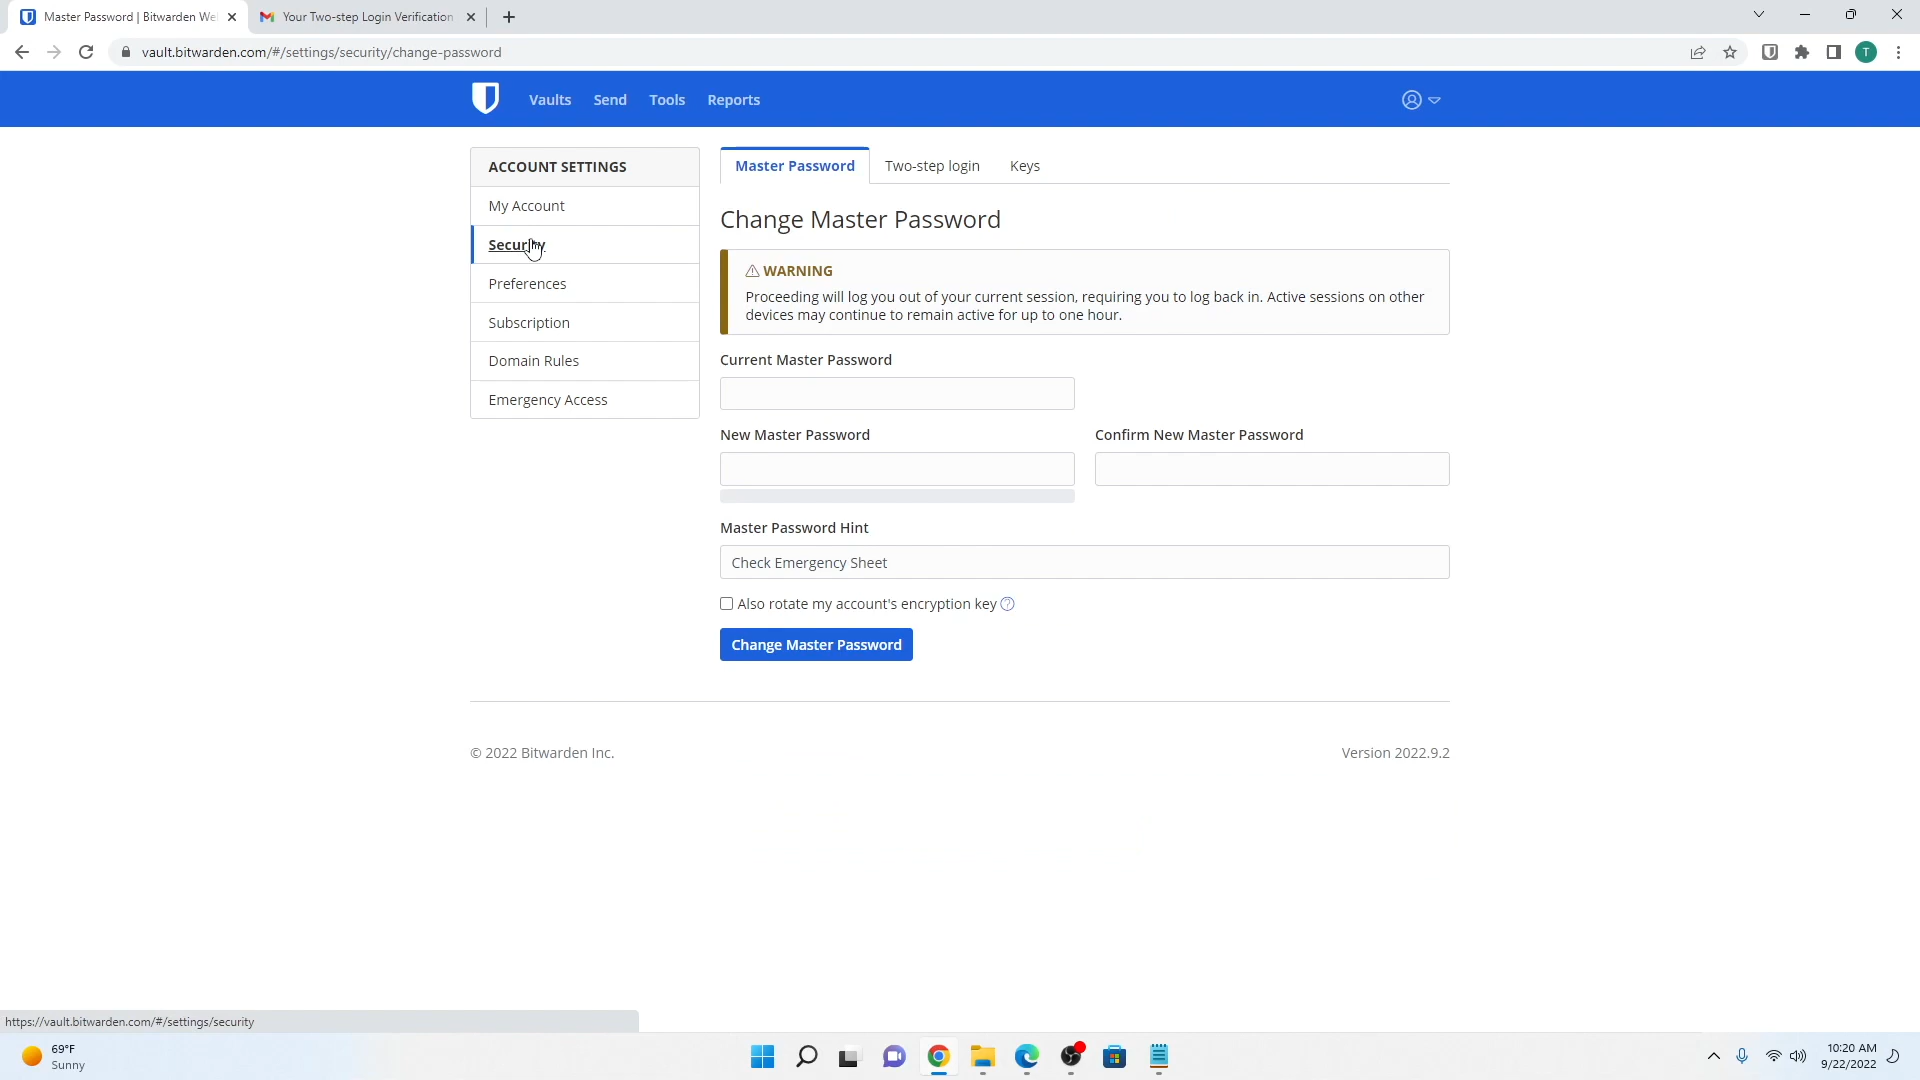 Master Password | Bitwarden We
Your Two-step Login Verification
vault.bitwarden.com/#/settings/security/change-password
T
Vaults Send Tools Reports
ACCOUNT SETTINGS
My Account
Security
Preferences
Subscription
Domain Rules
Emergency Access
Master Password Two-step login Keys
Change Master Password
WARNING
Proceeding will log you out of your current session, requiring you to log back in. Active sessions on other
devices may continue to remain active for up to one hour.
Current Master Password
New Master Password Confirm New Master Password
Master Password Hint
Check Emergency Sheet
Also rotate my account's encryption key
Change Master Password
© 2022 Bitwarden Inc. Version 2022.9.2
https://vault.bitwarden.com/#/settings/security
69°F
Sunny
10:20 AM
9/22/2022